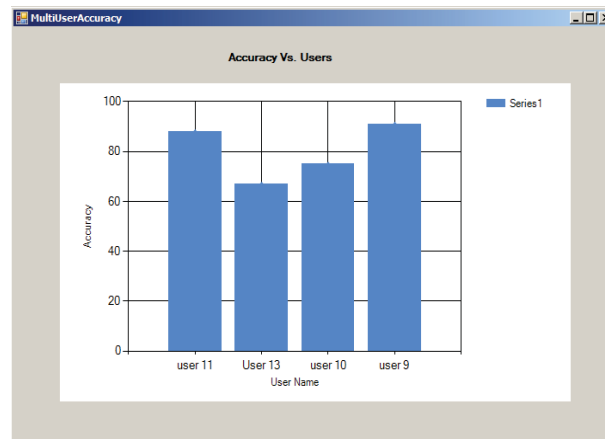 MultiUserAccuracy
Accuracy Vs. Users
Series1
100
80
60
40
20
0
Accuracy
user 11 User 13 user 10 user 9
User Name